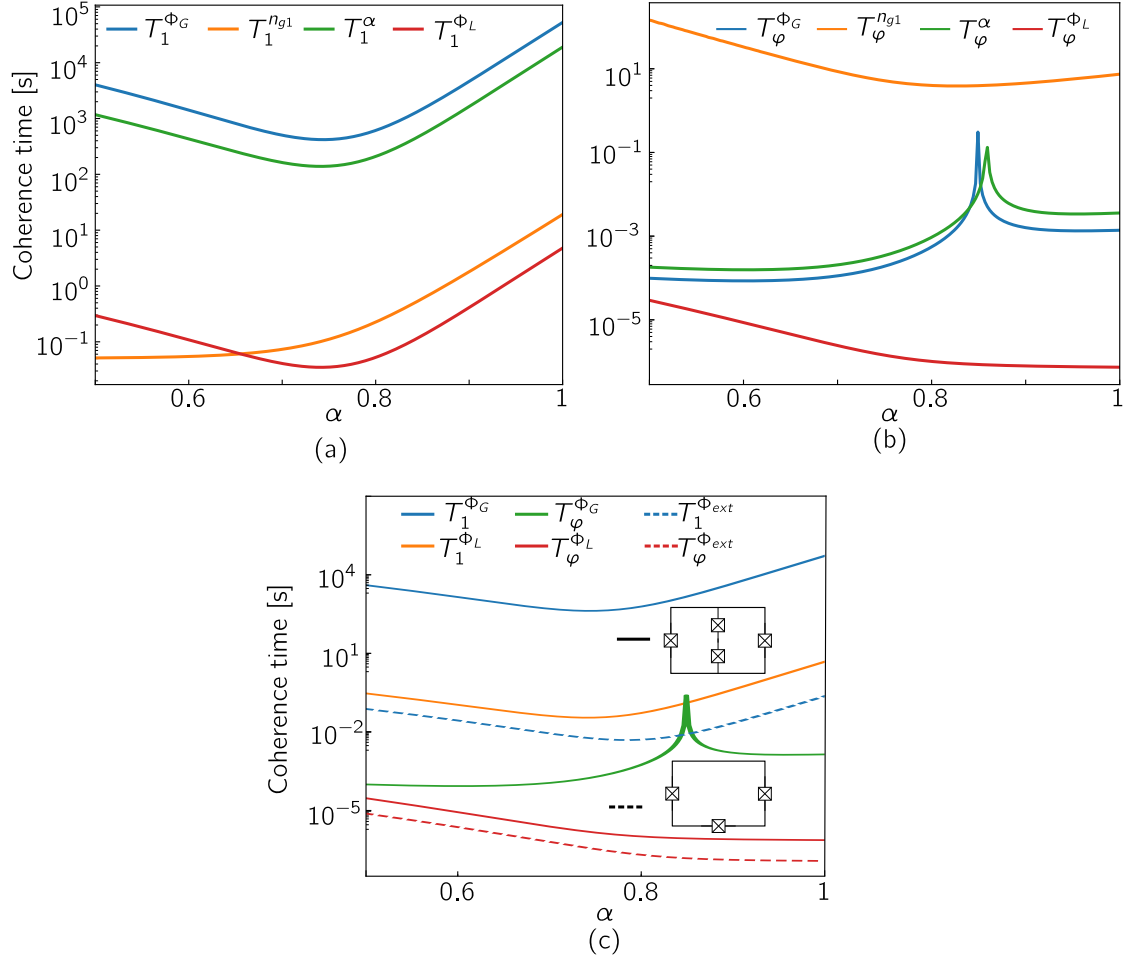 10^5
10^4
10^3
10^2
10^1
10^0
10^-1
Coherence time [s]
T_1^{Φ_G} T_1^{n_{g1}} T_1^α T_1^{Φ_L}
0.6 0.8 1
α
(a)
10^1
10^-1
10^-3
10^-5
T_φ^{Φ_G} T_φ^{n_{g1}} T_φ^α T_φ^{Φ_L}
0.6 0.8 1
α
(b)
T_1^{Φ_G} T_φ^{Φ_G} T_1^{Φ_{ext}}
T_1^{Φ_L} T_φ^{Φ_L} T_φ^{Φ_{ext}}
10^4
10^1
10^-2
10^-5
Coherence time [s]
0.6 0.8 1
α
(c)